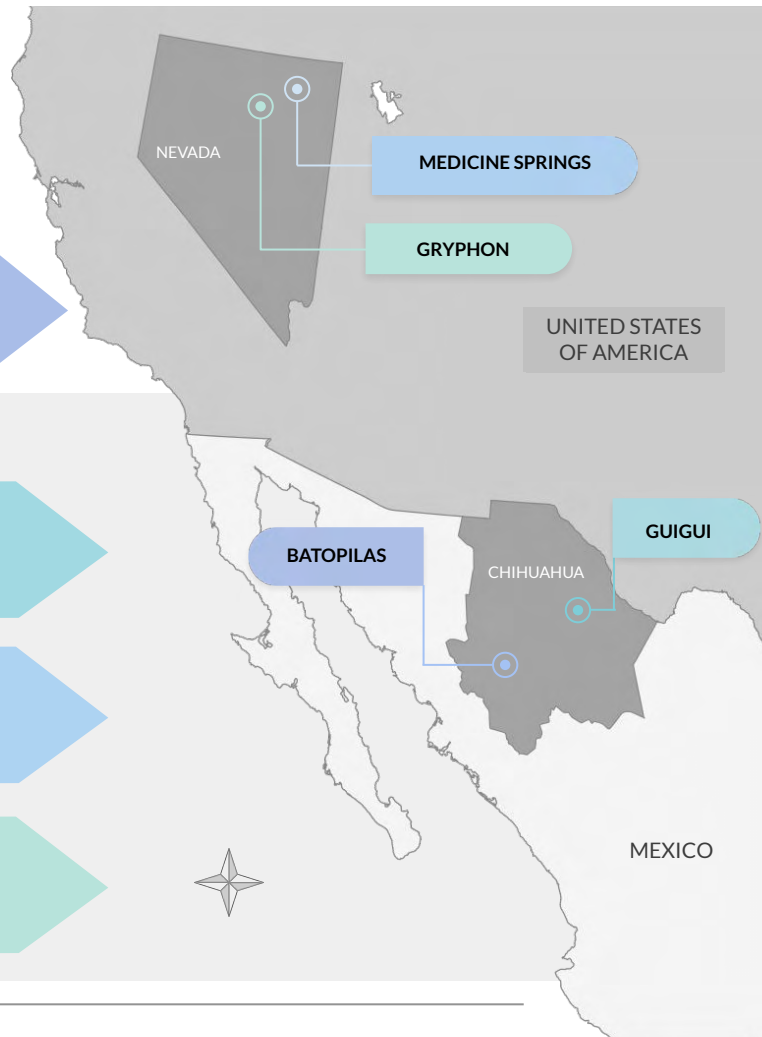 NEVADA
MEDICINE SPRINGS
GRYPHON
UNITED STATES
OF AMERICA
GUIGUI
BATOPILAS
CHIHUAHUA
MEXICO